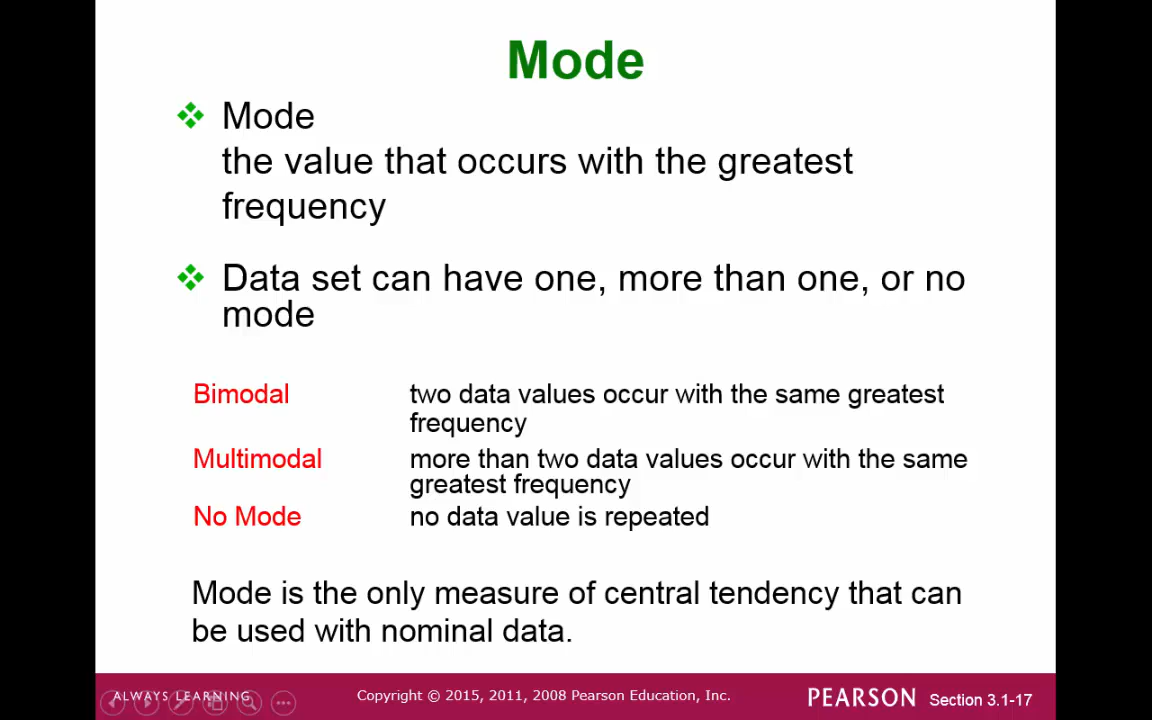 Mode
Mode
the value that occurs with the greatest
frequency
Data set can have one, more than one, or no
mode
Bimodal two data values occur with the same greatest
frequency
Multimodal more than two data values occur with the same
greatest frequency
No Mode no data value is repeated
Mode is the only measure of central tendency that can
be used with nominal data.
ALWAYS LEARNING Copyright © 2015, 2011, 2008 Pearson Education, Inc. PEARSON Section 3.1-17